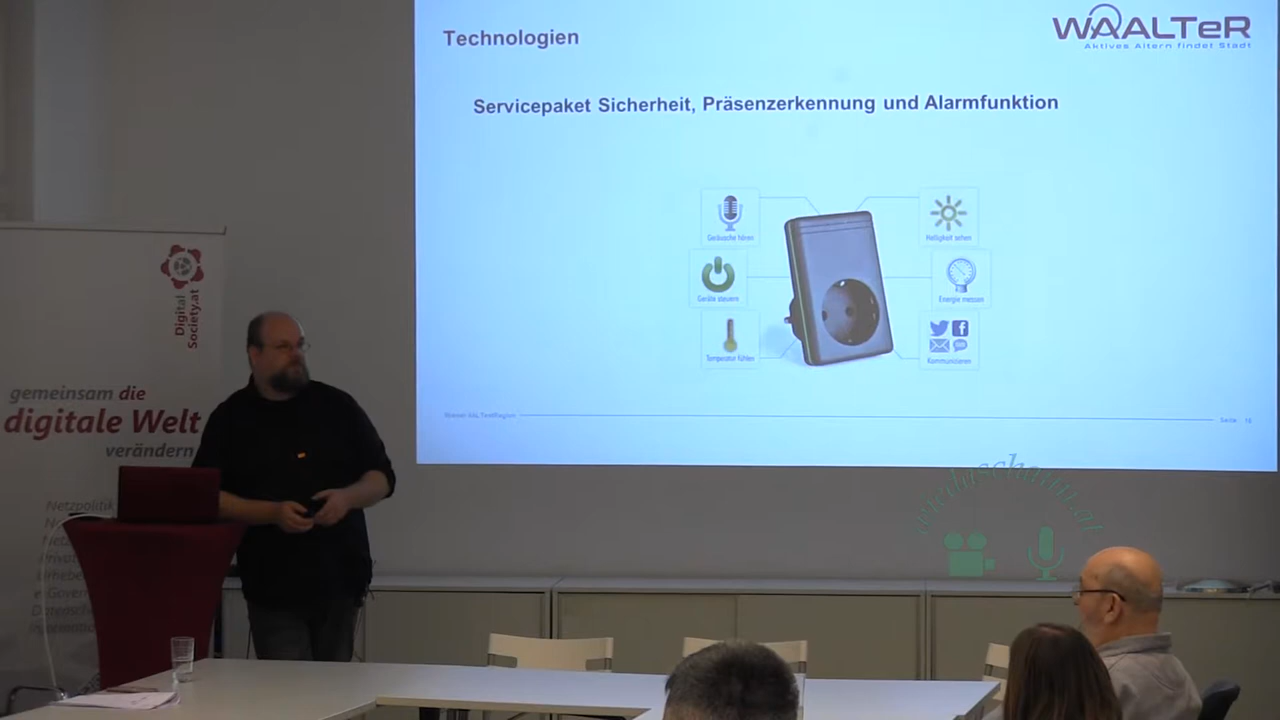 Technologien
WAALTeR
Aktives Altern findet Stadt
Servicepaket Sicherheit, Präsenzerkennung und Alarmfunktion
Geräusche hören
Helligkeit sehen
Geräte steuern
Energie messen
Temperatur fühlen
Kommunizieren
Seite
Digital
Society.at
gemeinsam die
digitale Welt
verändern
Netzpolitik